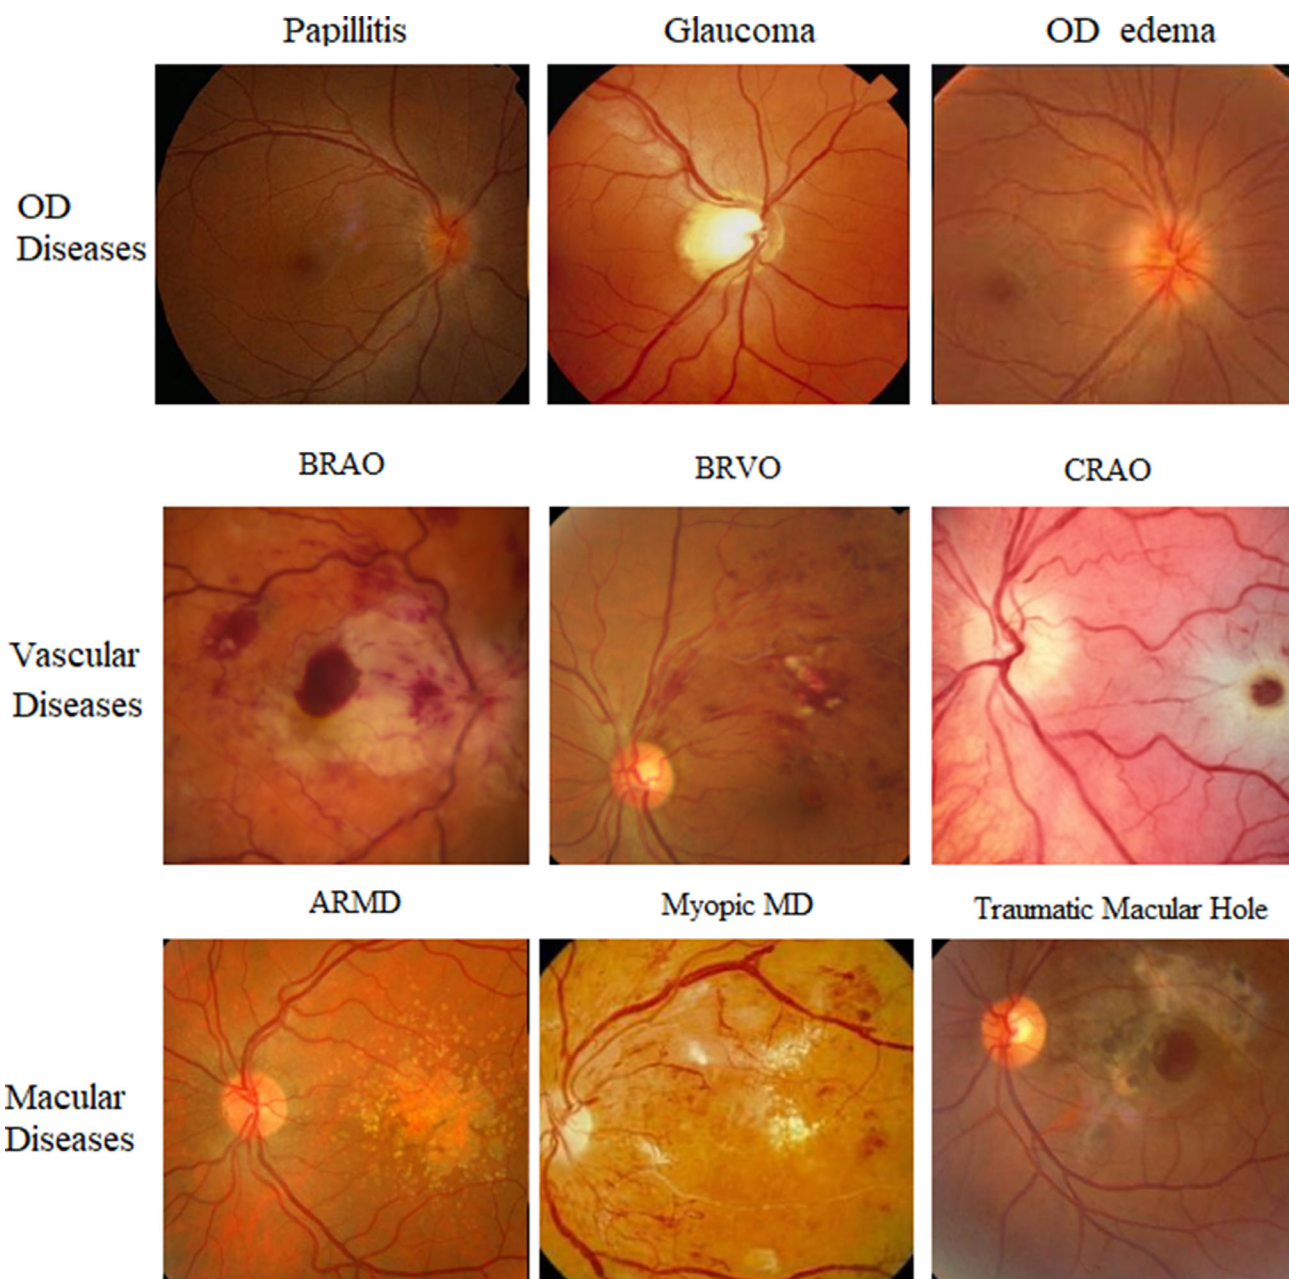 Papillitis
Glaucoma
OD edema
OD
Diseases
BRAO
BRVO
CRAO
Vascular
Diseases
ARMD
Myopic MD
Traumatic Macular Hole
Macular
Diseases